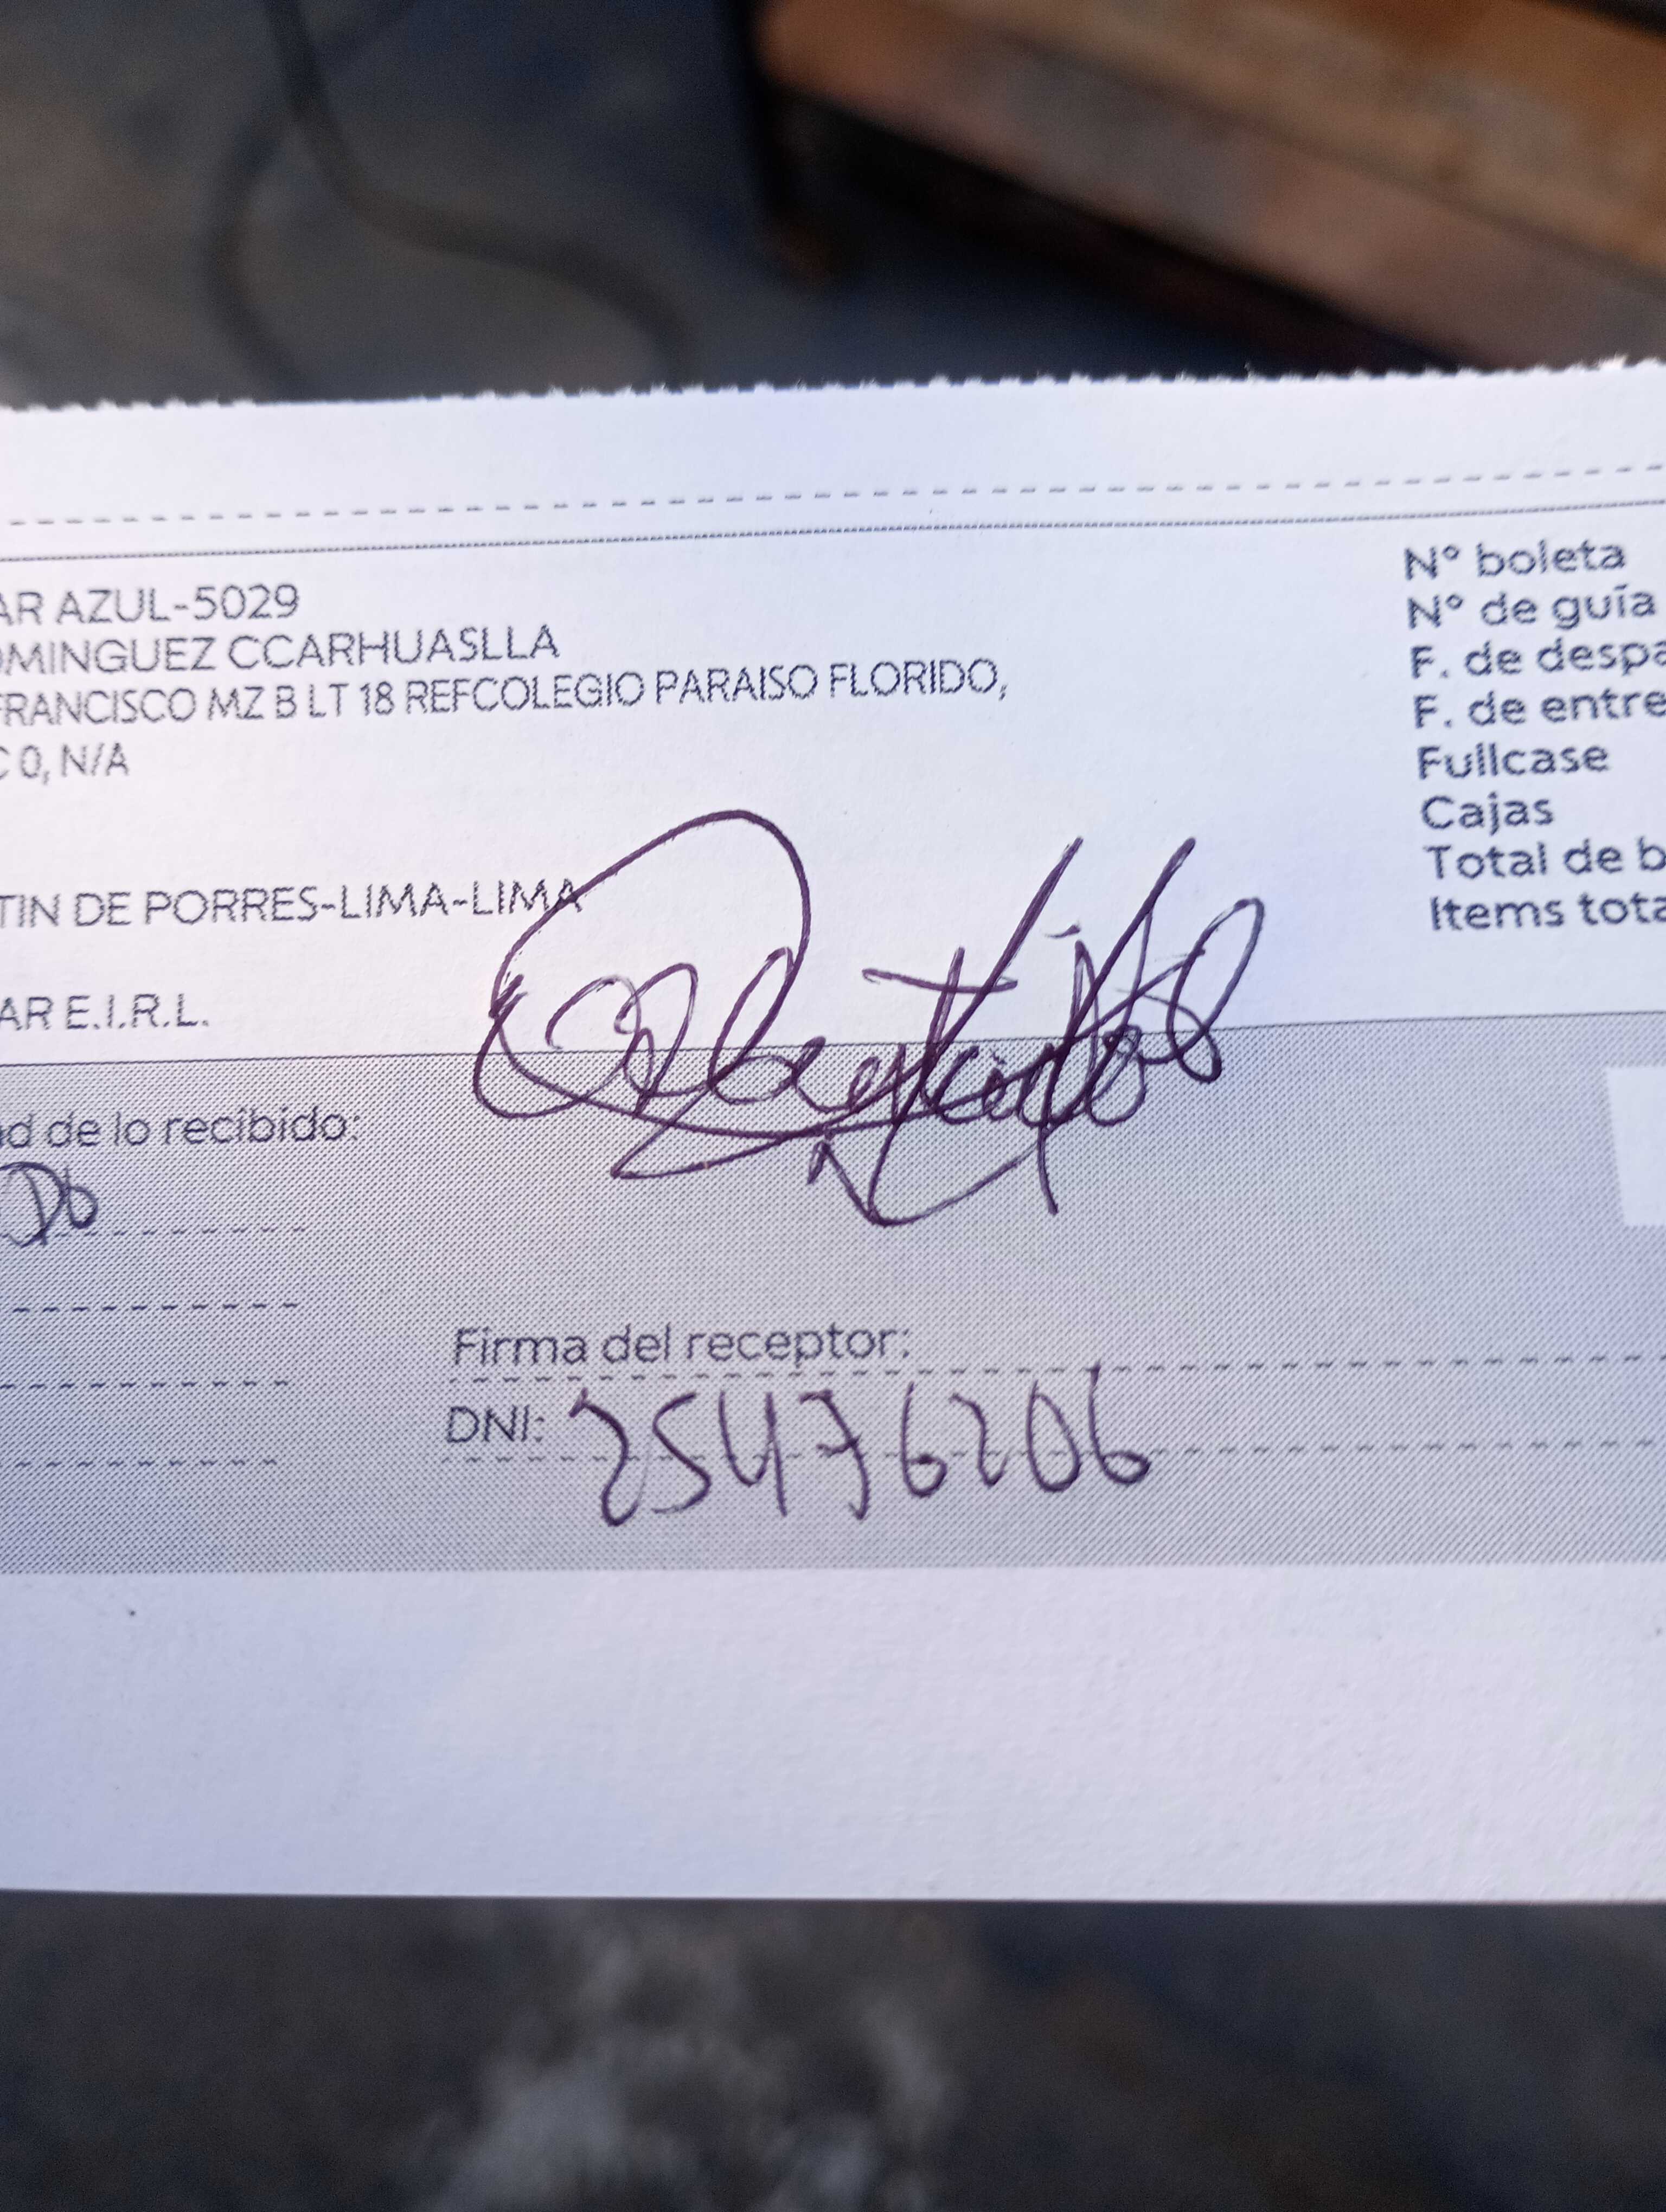 AR AZUL-5029
OMINGUEZ CCARHUASLLA
FRANCISCO MZ B LT 18 REFCOLEGIO PARAISO FLORIDO,
C 0, N/A
TIN DE PORRES-LIMA-LIMA
AR E.I.R.L.
N° boleta
N° de guía
F. de despa
F. de entre
Fullcase
Cajas
Total de b
Items tota
d de lo recibido:
Firma del receptor:
DNI: 25476206